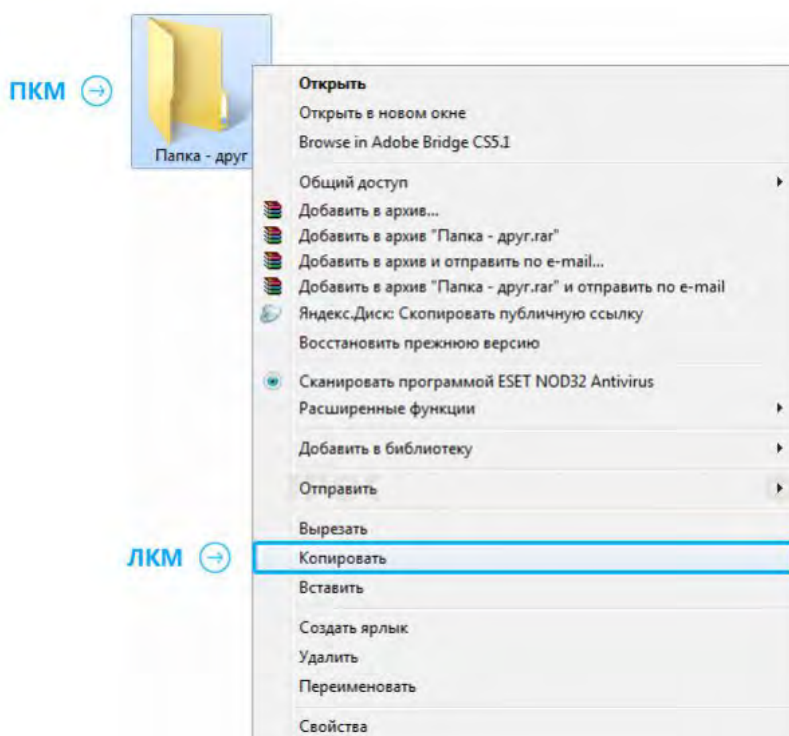 ПКМ
Папка - друг
Открыть
Открыть в новом окне
Browse in Adobe Bridge CS5.1
Общий доступ
Добавить в архив...
Добавить в архив "Папка - друг.rar"
Добавить в архив и отправить по e-mail...
Добавить в архив "Папка - друг.rar" и отправить по e-mail
Яндекс.Диск: Скопировать публичную ссылку
Восстановить прежнюю версию
Сканировать программой ESET NOD32 Antivirus
Расширенные функции
Добавить в библиотеку
Отправить
Вырезать
ЛКМ
Копировать
Вставить
Создать ярлык
Удалить
Переименовать
Свойства